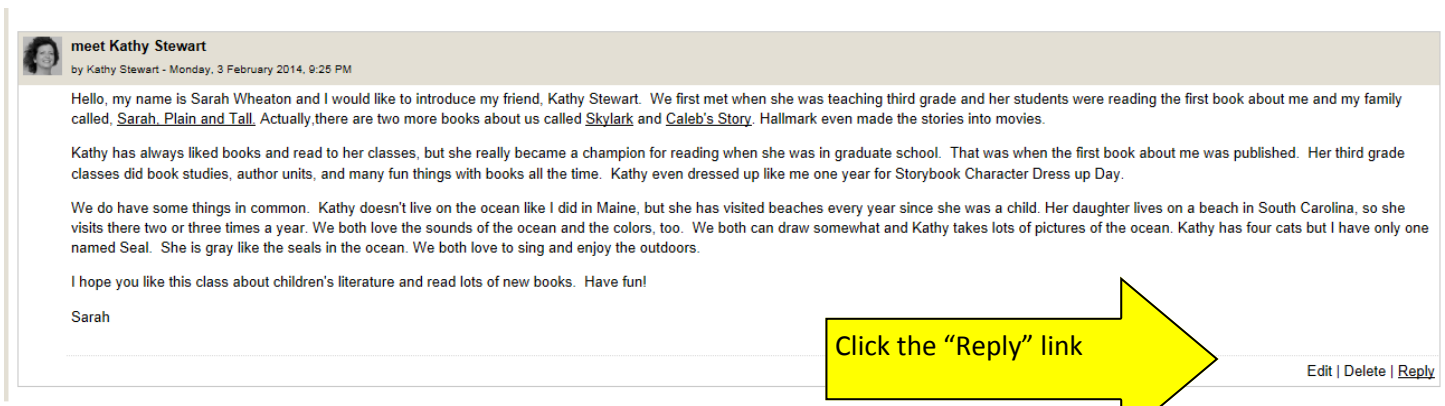 meet Kathy Stewart
by Kathy Stewart - Monday, 3 February 2014, 9:25 PM
Hello, my name is Sarah Wheaton and I would like to introduce my friend, Kathy Stewart.  We first met when she was teaching third grade and her students were reading the first book about me and my family
called, Sarah, Plain and Tall. Actually,there are two more books about us called Skylark and Caleb's Story. Hallmark even made the stories into movies.
Kathy has always liked books and read to her classes, but she really became a champion for reading when she was in graduate school.  That was when the first book about me was published.  Her third grade
classes did book studies, author units, and many fun things with books all the time.  Kathy even dressed up like me one year for Storybook Character Dress up Day.
We do have some things in common.  Kathy doesn't live on the ocean like I did in Maine, but she has visited beaches every year since she was a child. Her daughter lives on a beach in South Carolina, so she
visits there two or three times a year. We both love the sounds of the ocean and the colors, too.  We both can draw somewhat and Kathy takes lots of pictures of the ocean. Kathy has four cats but I have only one
named Seal.  She is gray like the seals in the ocean. We both love to sing and enjoy the outdoors.
I hope you like this class about children's literature and read lots of new books.  Have fun!
Sarah
Click the “Reply” link
Edit | Delete | Reply